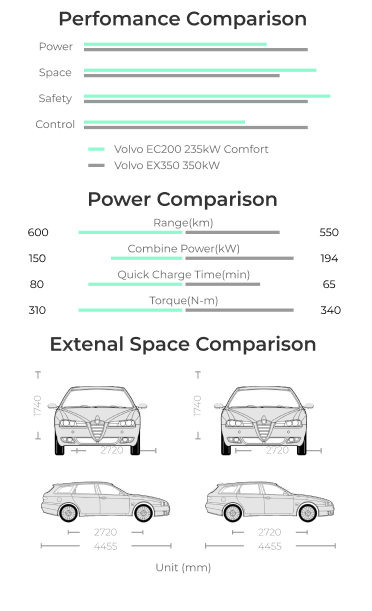 Perfomance Comparison
Power
Space
Safety
Control
Volvo EC200 235kW Comfort
Volvo EX350 350kW
Power Comparison
Range(km)
600 550
Combine Power(kW)
150 194
Quick Charge Time(min)
80 65
Torque(N-m)
310 340
Extenal Space Comparison
1740 1740
2720 2720
2720 2720
4455 4455
Unit (mm)